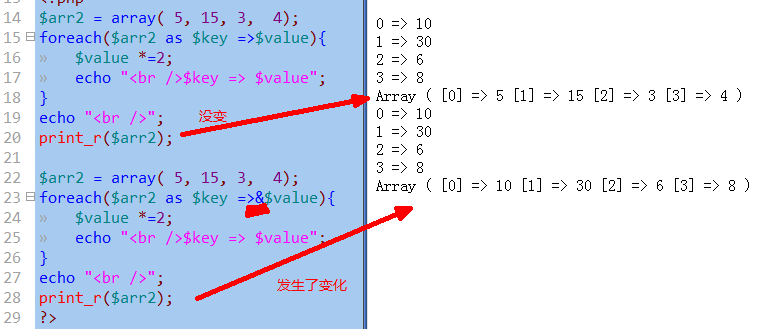 <?php
14 $arr2 = array( 5, 15, 3,  4);
15 foreach($arr2 as $key =>$value){
16 » $value *=2;
17 » echo "<br />$key => $value";
18 }
19 echo "<br />";
20 print_r($arr2);
21
22 $arr2 = array( 5, 15, 3,  4);
23 foreach($arr2 as $key =>&$value){
24 » $value *=2;
25 » echo "<br />$key => $value";
26 }
27 echo "<br />";
28 print_r($arr2);
29 ?>
没变
发生了变化
0 => 10
1 => 30
2 => 6
3 => 8
Array ( [0] => 5 [1] => 15 [2] => 3 [3] => 4 )
0 => 10
1 => 30
2 => 6
3 => 8
Array ( [0] => 10 [1] => 30 [2] => 6 [3] => 8 )